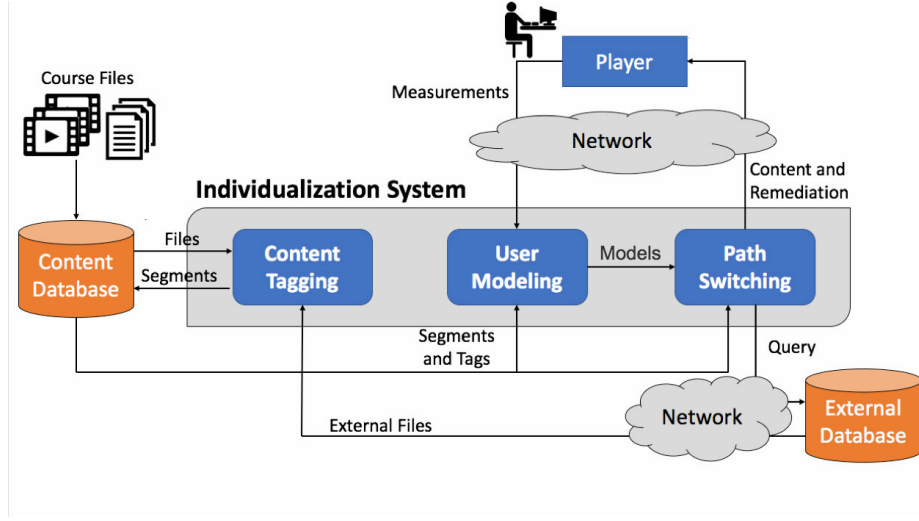 Course Files
Player
Measurements
Network
Content and
Remediation
Individualization System
Content
Database
Files
Segments
Content
Tagging
User
Modeling
Models
Path
Switching
Segments
and Tags
Query
Network
External
Database
External Files